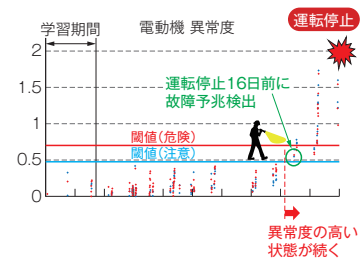 運転停止
学習期間
電動機 異常度
2
1.5
1
0.5
0
運転停止16日前に
故障予兆検出
閾値(危険)
閾値(注意)
異常度の高い
状態が続く